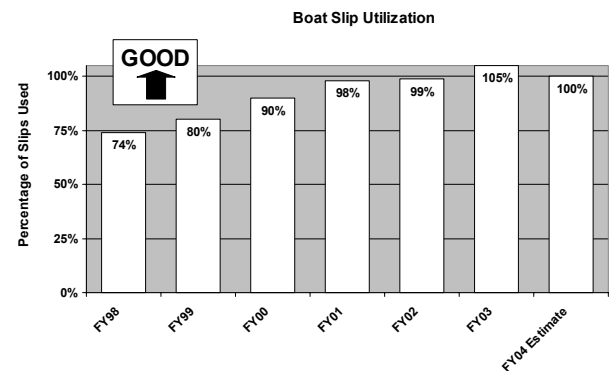 Boat Slip Utilization
GOOD
Percentage of Slips Used
100%
75%
50%
25%
0%
74%
80%
90%
98%
99%
105%
100%
FY98
FY99
FY00
FY01
FY02
FY03
FY04 Estimate